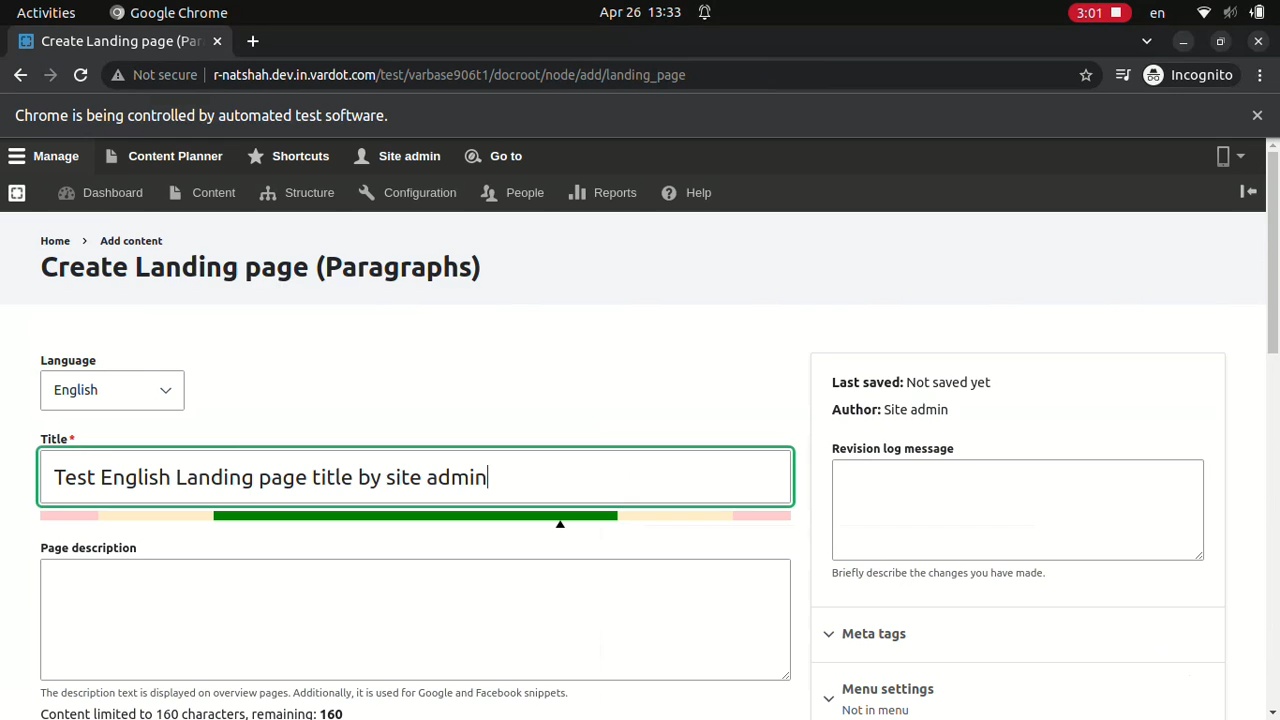 Activities
Google Chrome
Apr 26 13:33
3:01
en
Create Landing page (Par
Not secure
r-natshah.dev.in.vardot.com/test/varbase906t1/docroot/node/add/landing_page
Incognito
Chrome is being controlled by automated test software.
Manage
Content Planner
Shortcuts
Site admin
Go to
Dashboard
Content
Structure
Configuration
People
Reports
Help
Home
Add content
Create Landing page (Paragraphs)
Language
English
Title*
Test English Landing page title by site admin
Page description
The description text is displayed on overview pages. Additionally, it is used for Google and Facebook snippets.
Content limited to 160 characters, remaining: 160
Last saved: Not saved yet
Author: Site admin
Revision log message
Briefly describe the changes you have made.
Meta tags
Menu settings
Not in menu